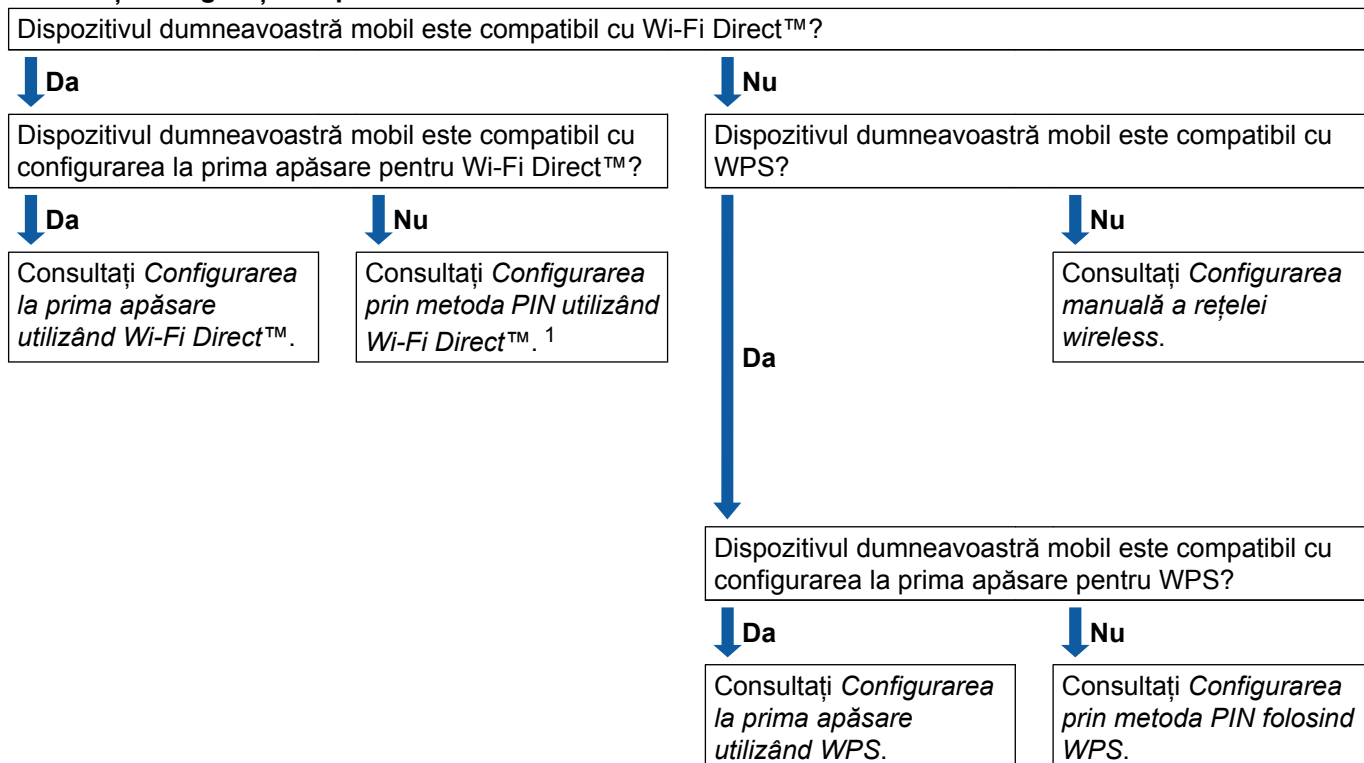 Dispozitivul dumneavoastră mobil este compatibil cu Wi-Fi Direct™?
Da
Nu
Dispozitivul dumneavoastră mobil este compatibil cu
configurarea la prima apăsare pentru Wi-Fi Direct™?
Dispozitivul dumneavoastră mobil este compatibil cu
WPS?
Da
Nu
Nu
Consultați Configurarea
la prima apăsare
utilizând Wi-Fi Direct™.
Consultați Configurarea
prin metoda PIN utilizând
Wi-Fi Direct™. 1
Consultați Configurarea
manuală a rețelei
wireless.
Da
Dispozitivul dumneavoastră mobil este compatibil cu
configurarea la prima apăsare pentru WPS?
Da
Nu
Consultați Configurarea
la prima apăsare
utilizând WPS.
Consultați Configurarea
prin metoda PIN folosind
WPS.